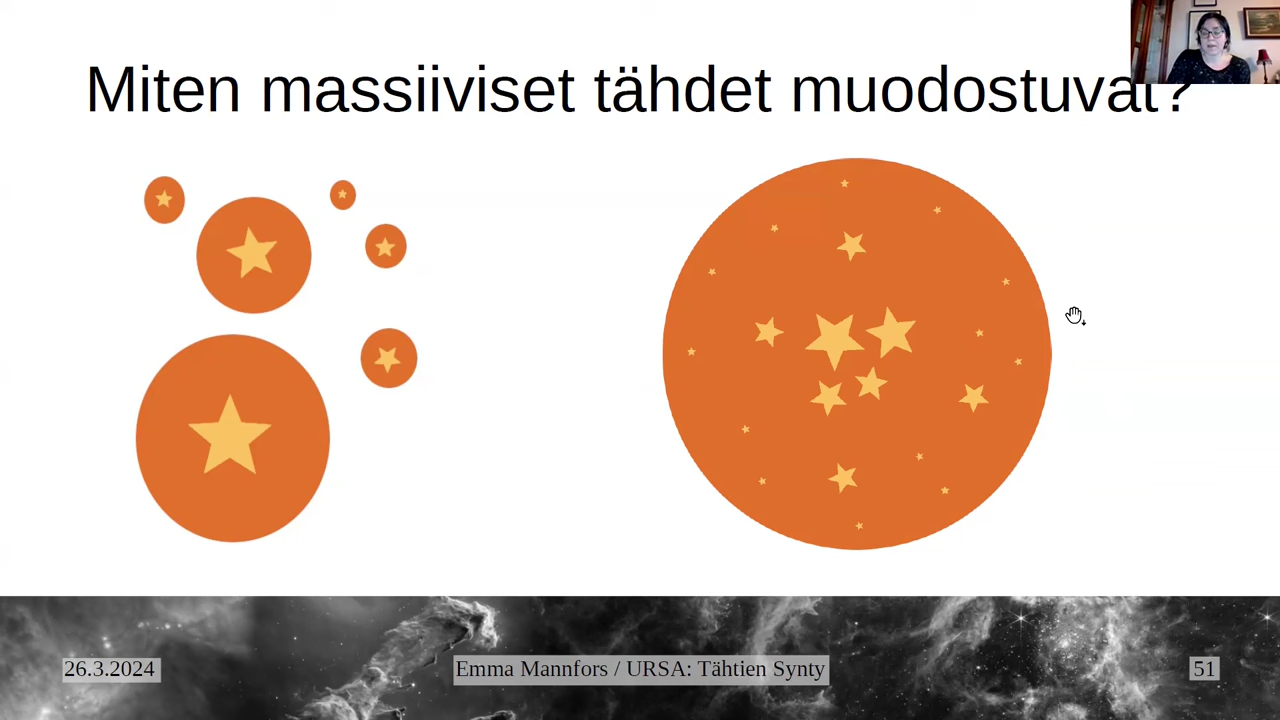 Miten massiiviset tähdet muodostuvat?
26.3.2024
Emma Mannfors / URSA: Tähtien Synty
51